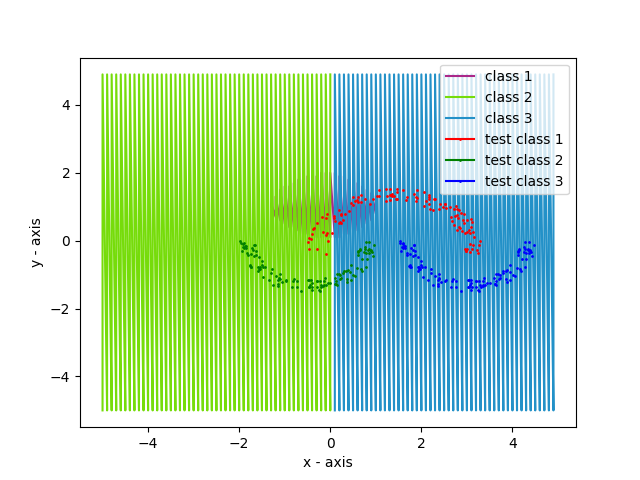 class 1
class 2
class 3
test class 1
test class 2
test class 3
4
2
0
−2
−4
y - axis
−4
−2
0
2
4
x - axis